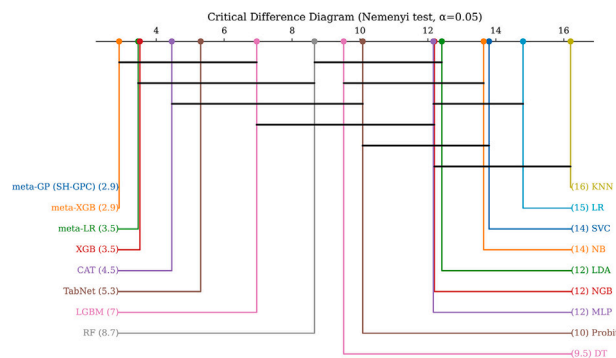 Critical Difference Diagram (Nemenyi test, α=0.05)
4 6 8 10 12 14 16
meta-GP (SH-GPC) (2.9) (16) KNN
meta-XGB (2.9) (15) LR
meta-LR (3.5) (14) SVC
XGB (3.5) (14) NB
CAT (4.5) (12) LDA
TabNet (5.3) (12) NGB
LGBM (7) (12) MLP
RF (8.7) (10) Probi
(9.5) DT